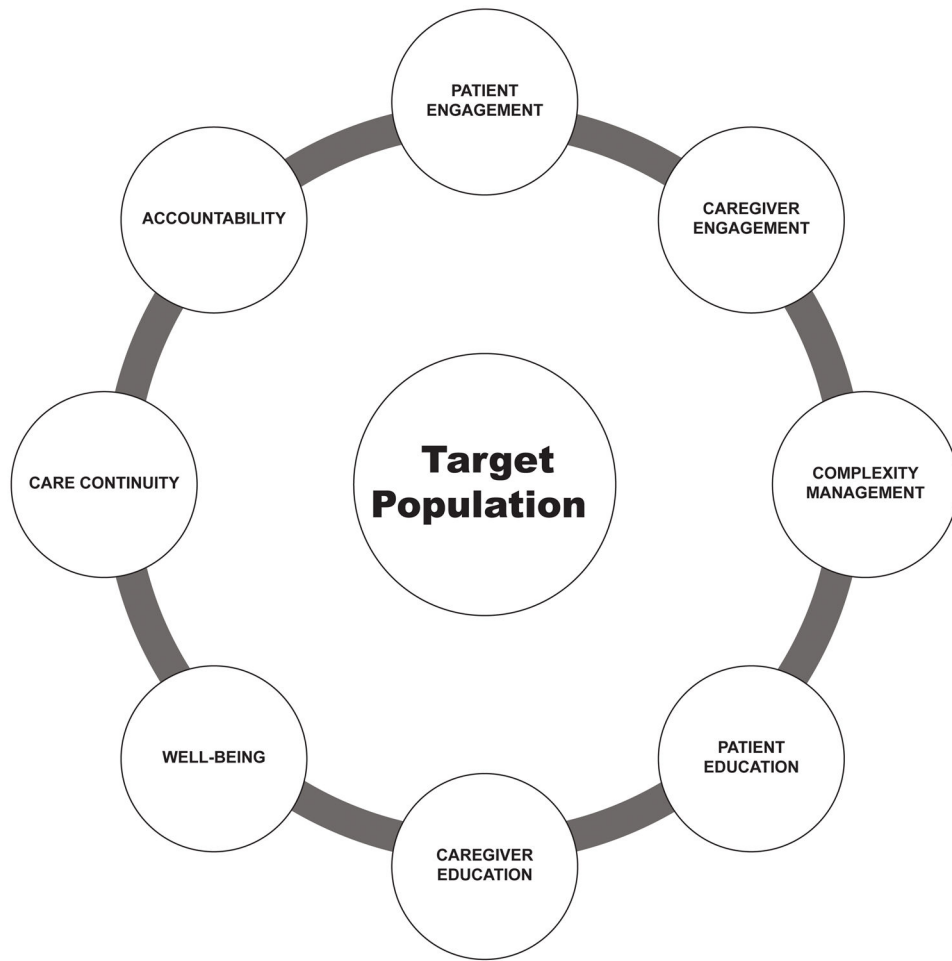 PATIENT
ENGAGEMENT
CAREGIVER
ENGAGEMENT
COMPLEXITY
MANAGEMENT
PATIENT
EDUCATION
CAREGIVER
EDUCATION
WELL-BEING
CARE CONTINUITY
ACCOUNTABILITY
Target
Population